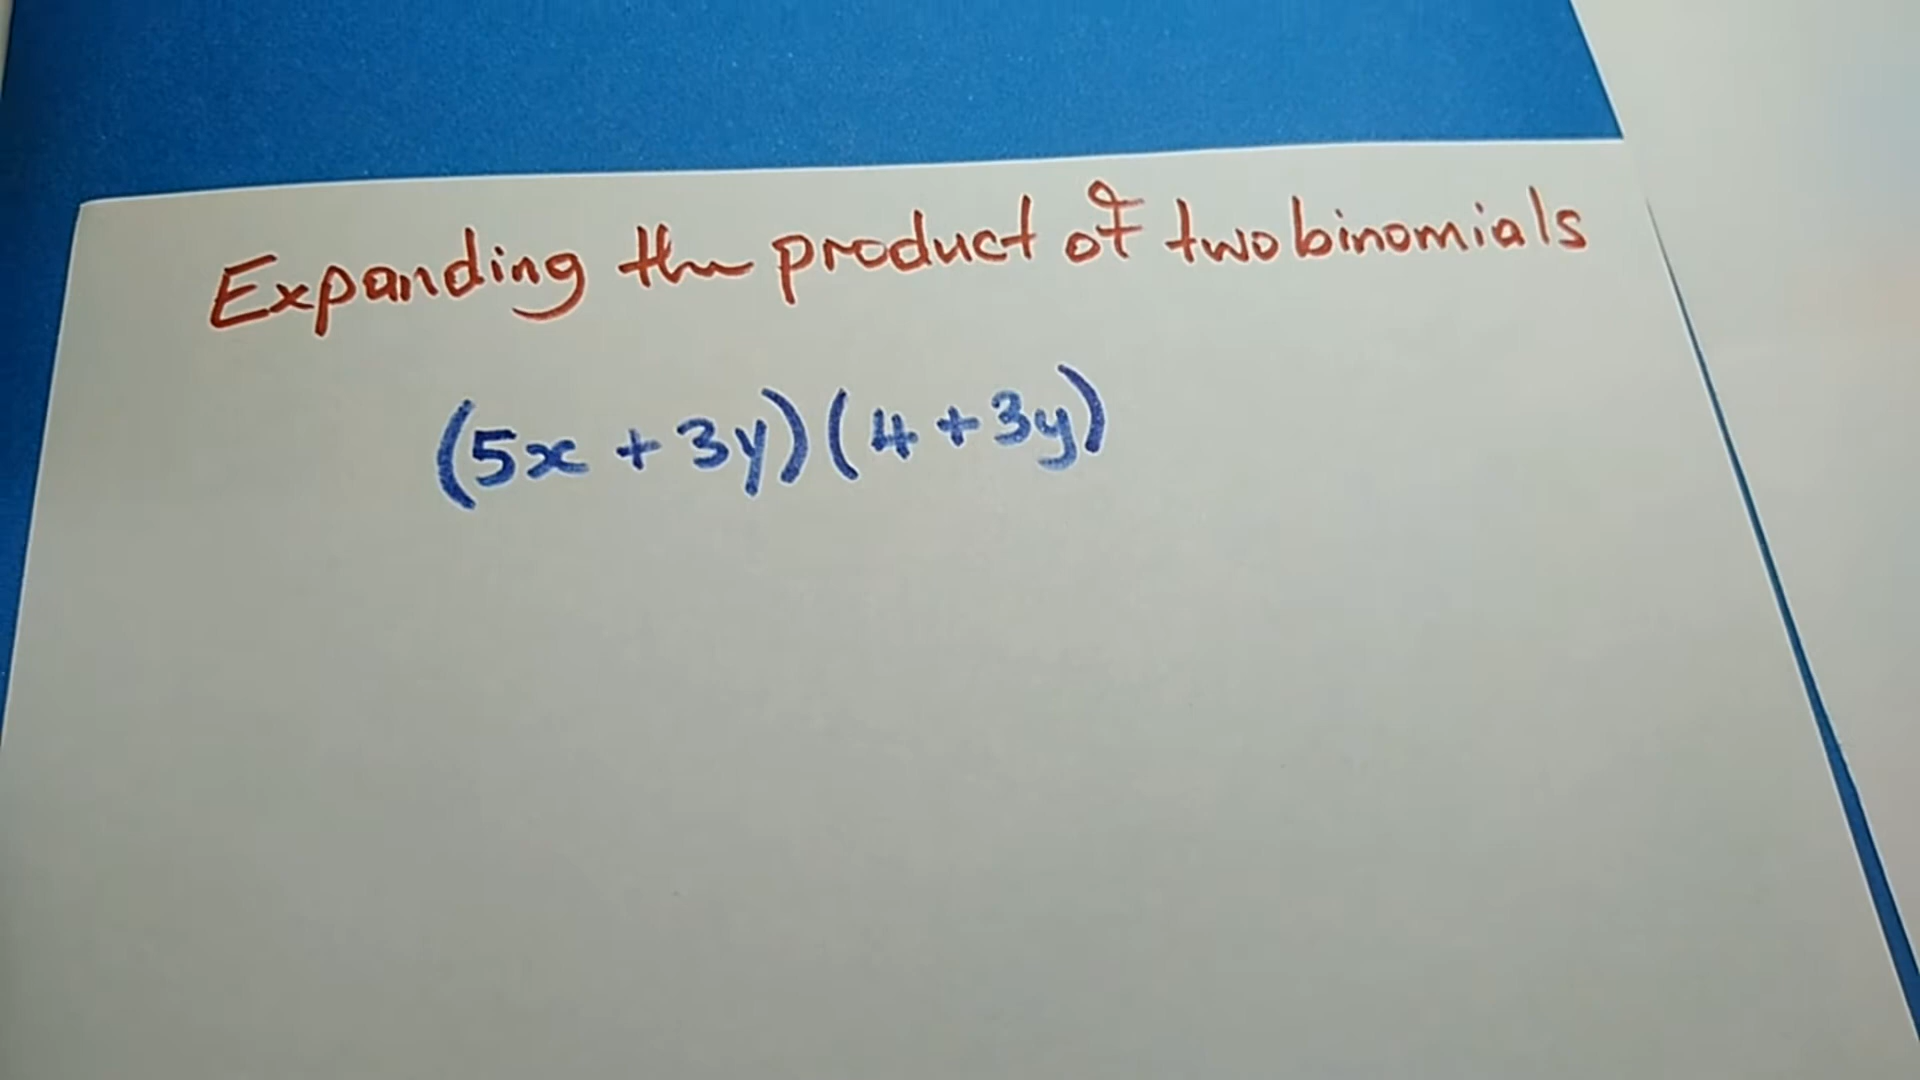 Expanding the product of two binomials
(5x + 3y)(4 + 3y)